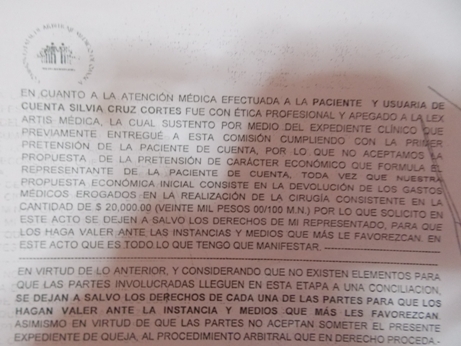 EN CUANTO A LA ATENCIÓN MÉDICA EFECTUADA A LA PACIENTE Y USUARIA DE
CUENTA SILVIA CRUZ CORTES FUE CON ÉTICA PROFESIONAL Y APEGADO A LA LEX
ARTIS MÉDICA, LA CUAL SUSTENTO POR MEDIO DEL EXPEDIENTE CLÍNICO QUE
PREVIAMENTE ENTREGUÉ A ESTA COMISIÓN CUMPLIENDO CON LA PRIMER
PRETENSIÓN DE LA PACIENTE DE CUENTA, POR LO QUE NO ACEPTAMOS LA
PROPUESTA DE LA PRETENSIÓN DE CARÁCTER ECONÓMICO QUE FORMULA EL
REPRESENTANTE DE LA PACIENTE DE CUENTA, TODA VEZ QUE NUESTRA
PROPUESTA ECONÓMICA INICIAL CONSISTE EN LA DEVOLUCIÓN DE LOS GASTOS
MÉDICOS EROGADOS EN LA REALIZACIÓN DE LA CIRUGÍA CONSISTENTE EN LA
CANTIDAD DE $ 20,000.00 (VEINTE MIL PESOS 00/100 M.N.) POR LO QUE SOLICITO EN
ESTE ACTO SE DEJEN A SALVO LOS DERECHOS DE MI REPRESENTADO, PARA QUE
LOS HAGA VALER ANTE LAS INSTANCIAS Y MEDIOS QUE MÁS LE FAVOREZCAN. EN
ESTE ACTO QUE ES TODO LO QUE TENGO QUE MANIFESTAR.
EN VIRTUD DE LO ANTERIOR, Y CONSIDERANDO QUE NO EXISTEN ELEMENTOS PARA
QUE LAS PARTES INVOLUCRADAS LLEGUEN EN ESTA ETAPA A UNA CONCILIACIÓN,
SE DEJAN A SALVO LOS DERECHOS DE CADA UNA DE LAS PARTES PARA QUE LOS
HAGAN VALER ANTE LA INSTANCIA Y MEDIOS QUE MÁS LES FAVOREZCAN.
ASIMISMO EN VIRTUD DE QUE LAS PARTES NO ACEPTAN SOMETER EL PRESENTE
EXPEDIENTE DE QUEJA, AL PROCEDIMIENTO ARBITRAL QUE EN DERECHO PROCEDA.-